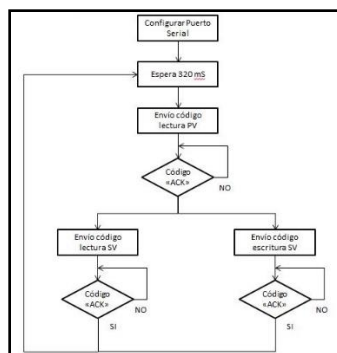 Configurar Puerto
Serial
Espera 320 mS
Envío código
lectura PV
Código
«ACK»
NO
Envío código
lectura SV
Envío código
escritura SV
Código
«ACK»
NO
SI
Código
«ACK»
NO
SI